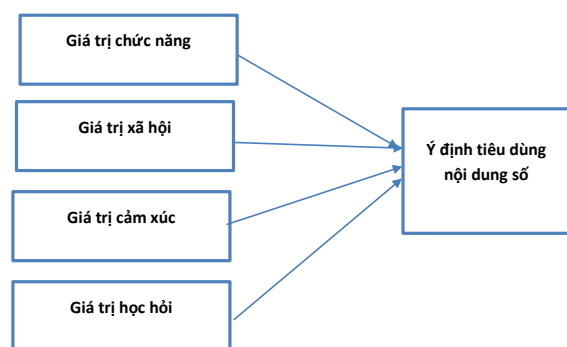 Giá trị chức năng
Giá trị xã hội
Giá trị cảm xúc
Giá trị học hỏi
Ý định tiêu dùng
nội dung số